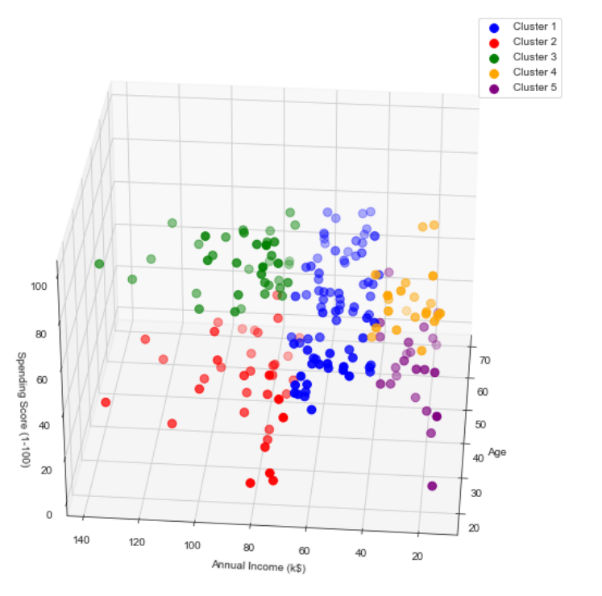 Cluster 1
Cluster 2
Cluster 3
Cluster 4
Cluster 5
100
80
60
40
20
0
Spending Score (1-100)
70
60
50
40
30
20
Age
140
120
100
80
60
40
20
Annual Income (k$)